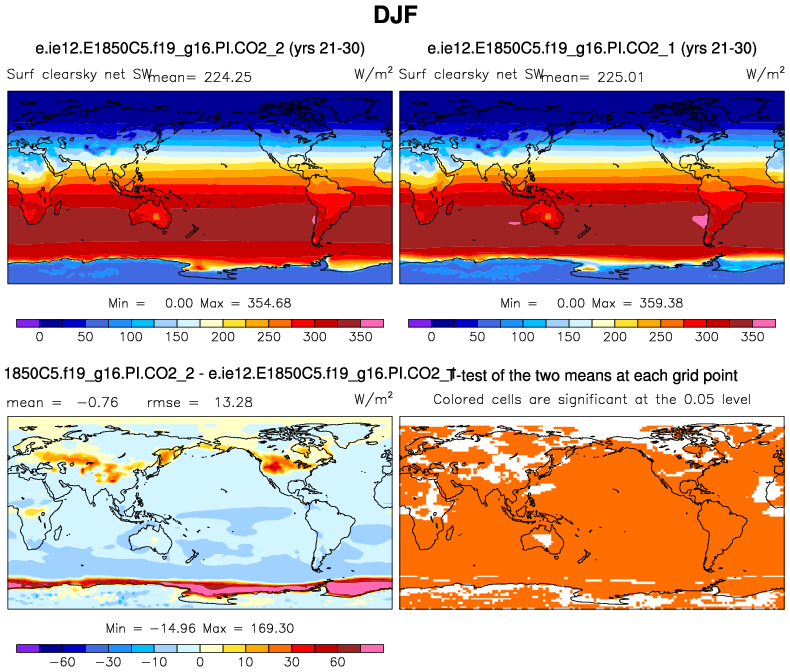 DJF
e.ie12.E1850C5.f19_g16.PI.CO2_2 (yrs 21-30)
e.ie12.E1850C5.f19_g16.PI.CO2_1 (yrs 21-30)
Surf clearsky net SW mean= 224.25 W/m²
Surf clearsky net SW mean= 225.01 W/m²
Min = 0.00 Max = 354.68
Min = 0.00 Max = 359.38
0 50 100 150 200 250 300 350
0 50 100 150 200 250 300 350
1850C5.f19_g16.PI.CO2_2 - e.ie12.E1850C5.f19_g16.PI.CO2_
T-test of the two means at each grid point
mean = -0.76 rmse = 13.28 W/m²
Colored cells are significant at the 0.05 level
Min = -14.96 Max = 169.30
-60 -30 -10 0 10 30 60